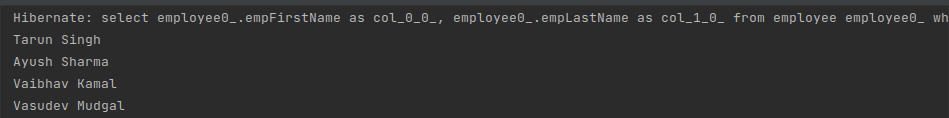 Hibernate: select employee0_.empFirstName as col_0_0_, employee0_.empLastName as col_1_0_ from employee employee0_ wh
Tarun Singh
Ayush Sharma
Vaibhav Kamal
Vasudev Mudgal